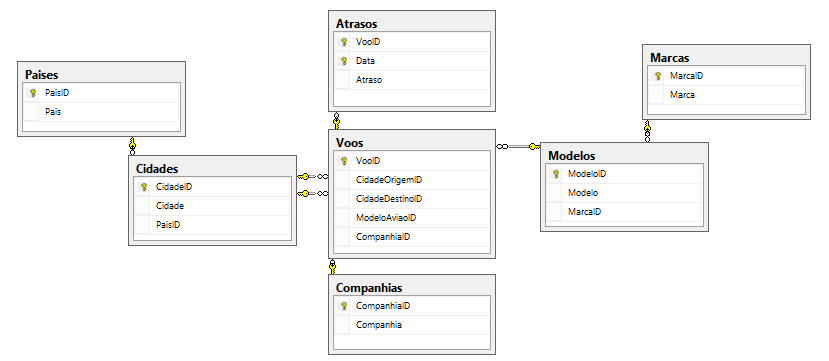 Atrasos
VooID
Data
Atraso
Paises
PaisID
Pais
Marcas
MarcaID
Marca
Voos
VooID
CidadeOrigemID
CidadeDestinoID
ModeloAviaoID
CompanhiaID
Cidades
CidadeID
Cidade
PaisID
Modelos
ModeloID
Modelo
MarcaID
Companhias
CompanhiaID
Companhia